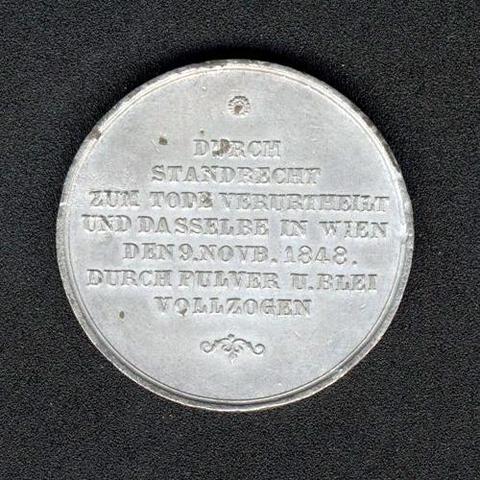 DURCH
STANDRECHT
ZUM TODE VERURTHEILT
UND DASSELBE IN WIEN
DEN 9. NOVB. 1848.
DURCH PULVER U. BLEI
VOLLZOGEN